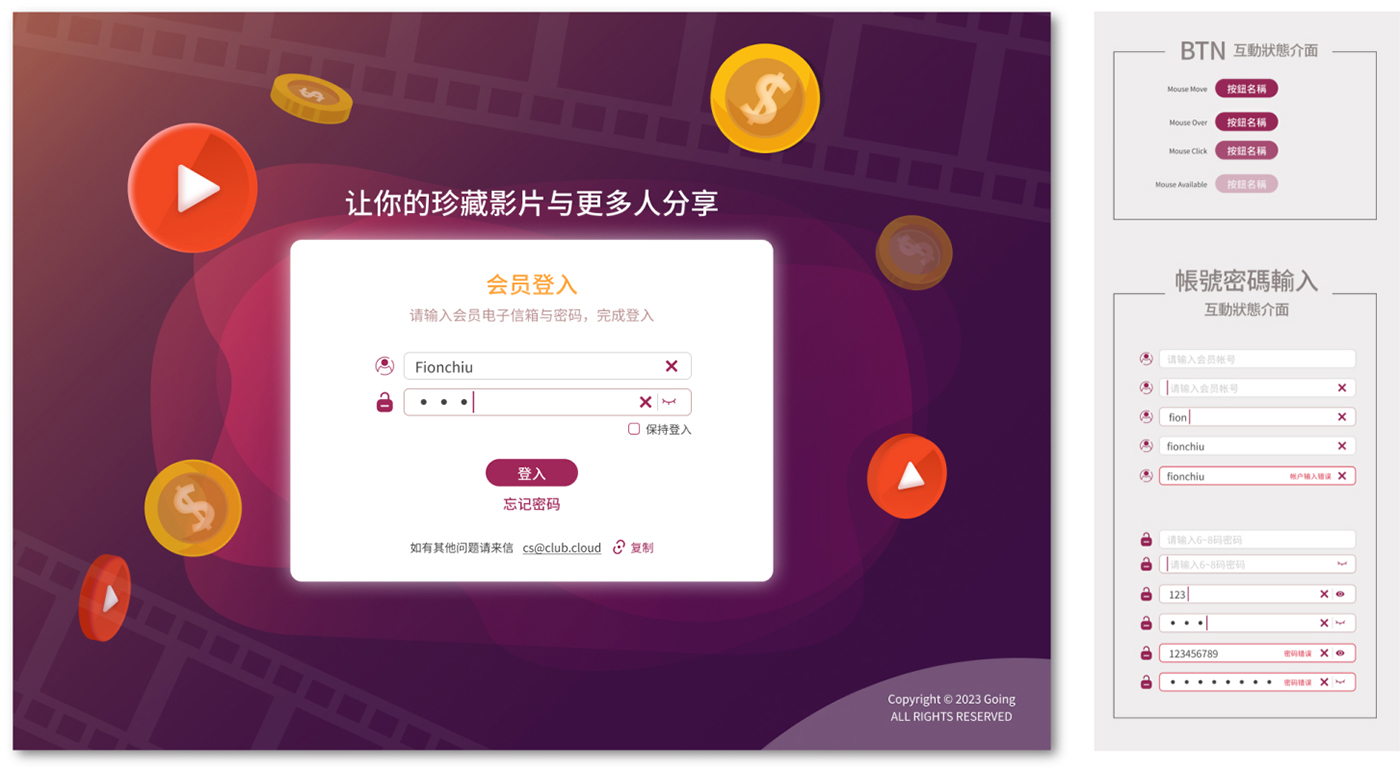 让你的珍藏影片与更多人分享
会员登入
请输入会员电子信箱与密码，完成登入
Fionchiu
保持登入
登入
忘记密码
如有其他问题请来信 cs@club.cloud 复制
Copyright © 2023 Going
ALL RIGHTS RESERVED
BTN 互動狀態介面
Mouse Move 按鈕名稱
Mouse Over 按鈕名稱
Mouse Click 按鈕名稱
Mouse Available 按鈕名稱
帳號密碼輸入
互動狀態介面
请输入会员帐号
请输入会员帐号
fion
fionchiu
fionchiu 帐户输入错误
请输入6~8码密码
请输入6~8码密码
123
123456789 密码错误
密码错误